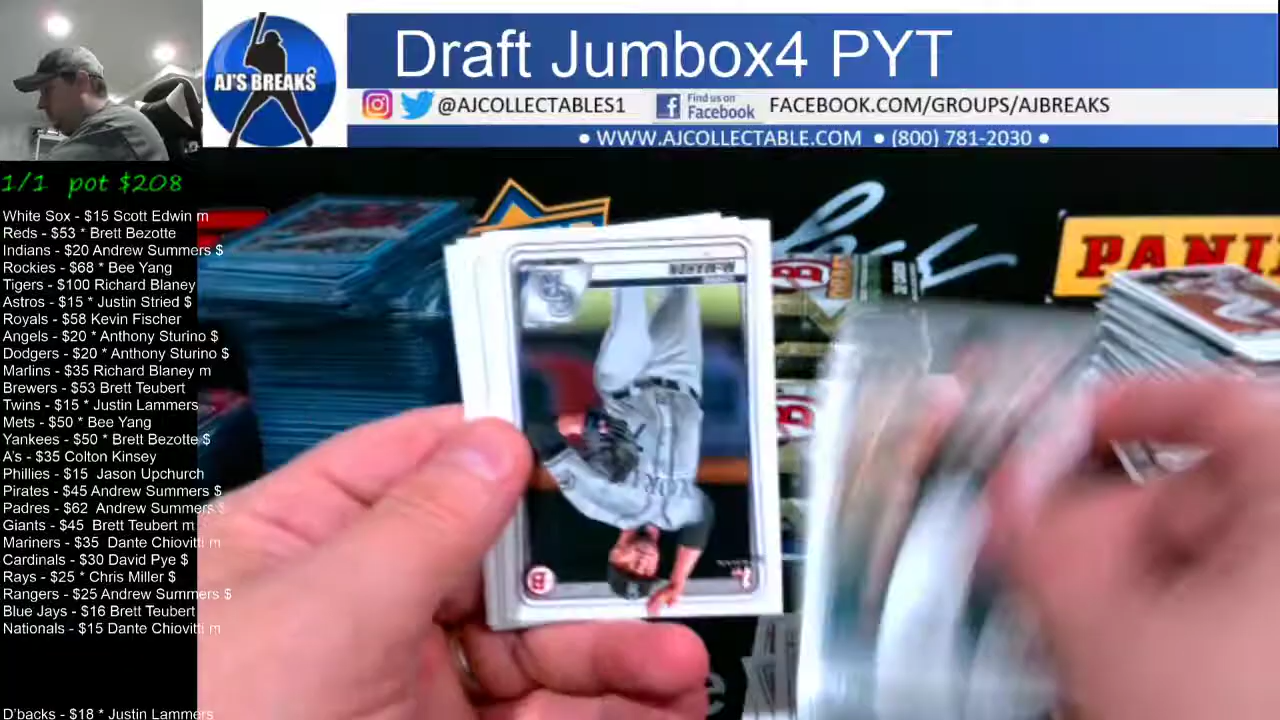 AJ'S BREAKS
Draft Jumbox4 PYT
@AJCOLLECTABLES1
Find us on
Facebook
FACEBOOK.COM/GROUPS/AJBREAKS
● WWW.AJCOLLECTABLE.COM ● (800) 781-2030 ●
1/1 pot $208
White Sox - $15 Scott Edwin m
Reds - $53 * Brett Bezotte
Indians - $20 Andrew Summers $
Rockies - $68 * Bee Yang
Tigers - $100 Richard Blaney
Astros - $15 * Justin Stried $
Royals - $58 Kevin Fischer
Angels - $20 * Anthony Sturino $
Dodgers - $20 * Anthony Sturino $
Marlins - $35 Richard Blaney m
Brewers - $53 Brett Teubert
Twins - $15 * Justin Lammers
Mets - $50 * Bee Yang
Yankees - $50 * Brett Bezotte $
A's - $35 Colton Kinsey
Phillies - $15 Jason Upchurch
Pirates - $45 Andrew Summers $
Padres - $62 Andrew Summers $
Giants - $45 Brett Teubert m
Mariners - $35 Dante Chiovitti m
Cardinals - $30 David Pye $
Rays - $25 * Chris Miller $
Rangers - $25 Andrew Summers $
Blue Jays - $16 Brett Teubert
Nationals - $15 Dante Chiovitti m
D'backs - $18 * Justin Lammers
PANINI